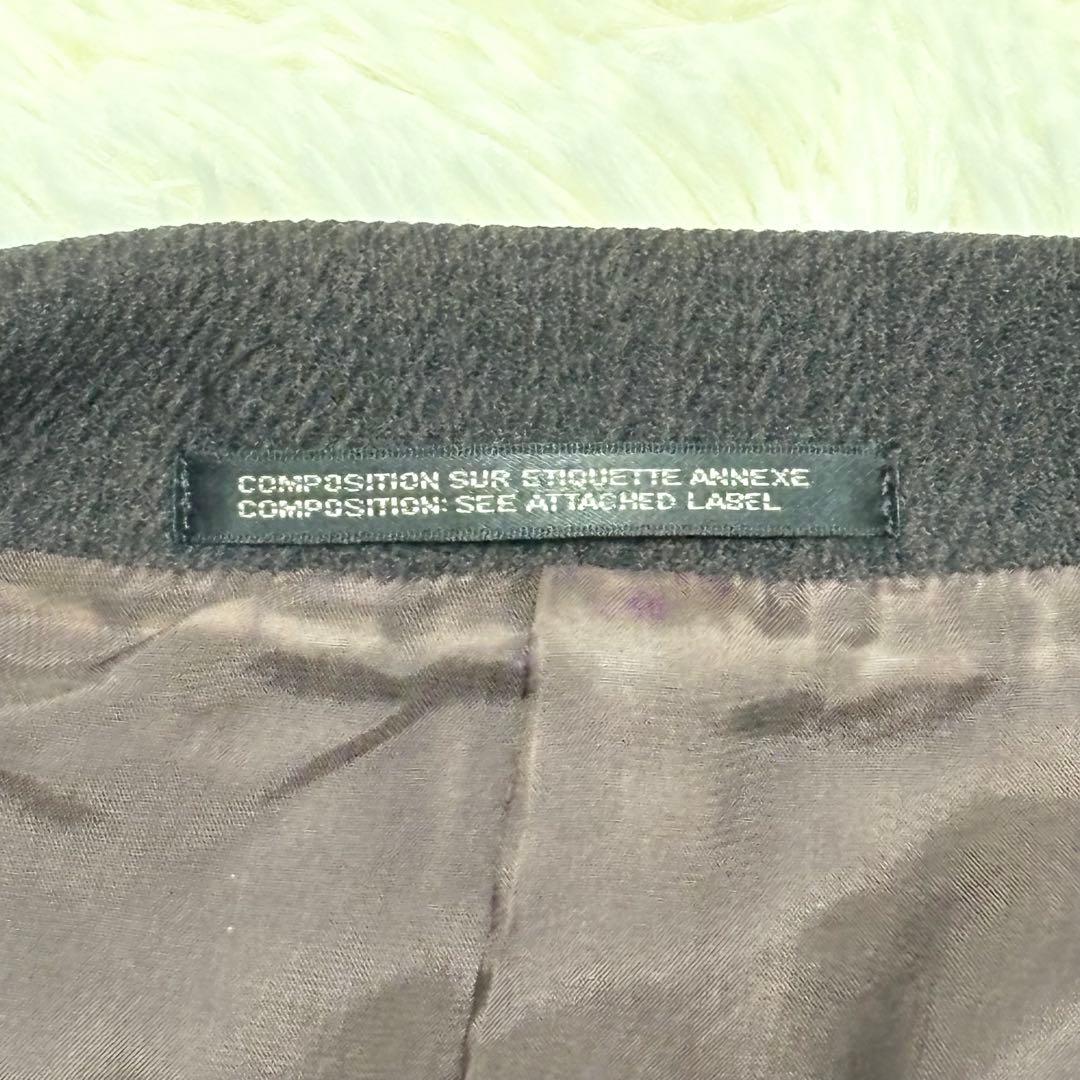 COMPOSITION SUR ETIQUETTE ANNEXE
COMPOSITION: SEE ATTACHED LABEL